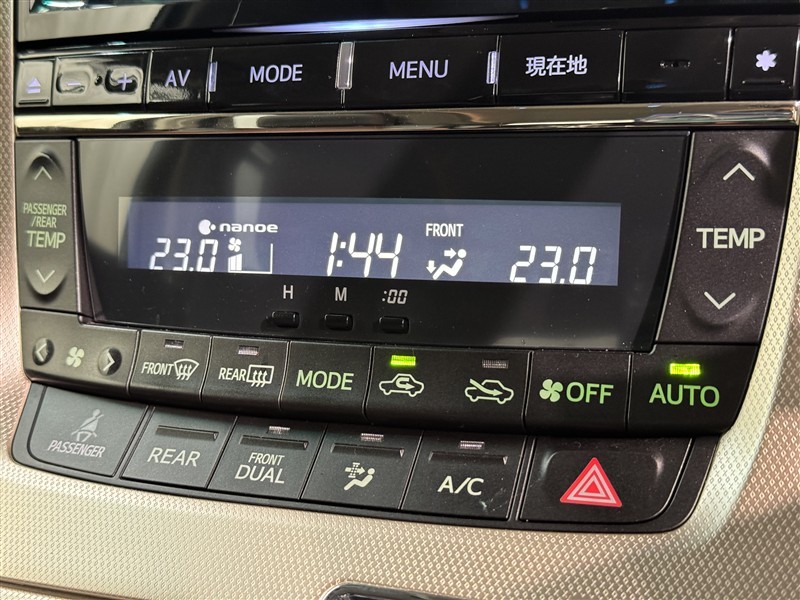 AV MODE MENU 現在地
PASSENGER
/REAR
TEMP
nanoe
FRONT
23.0 1:44 23.0
H M :00
TEMP
FRONT REAR MODE OFF AUTO
PASSENGER
REAR
FRONT
DUAL
A/C